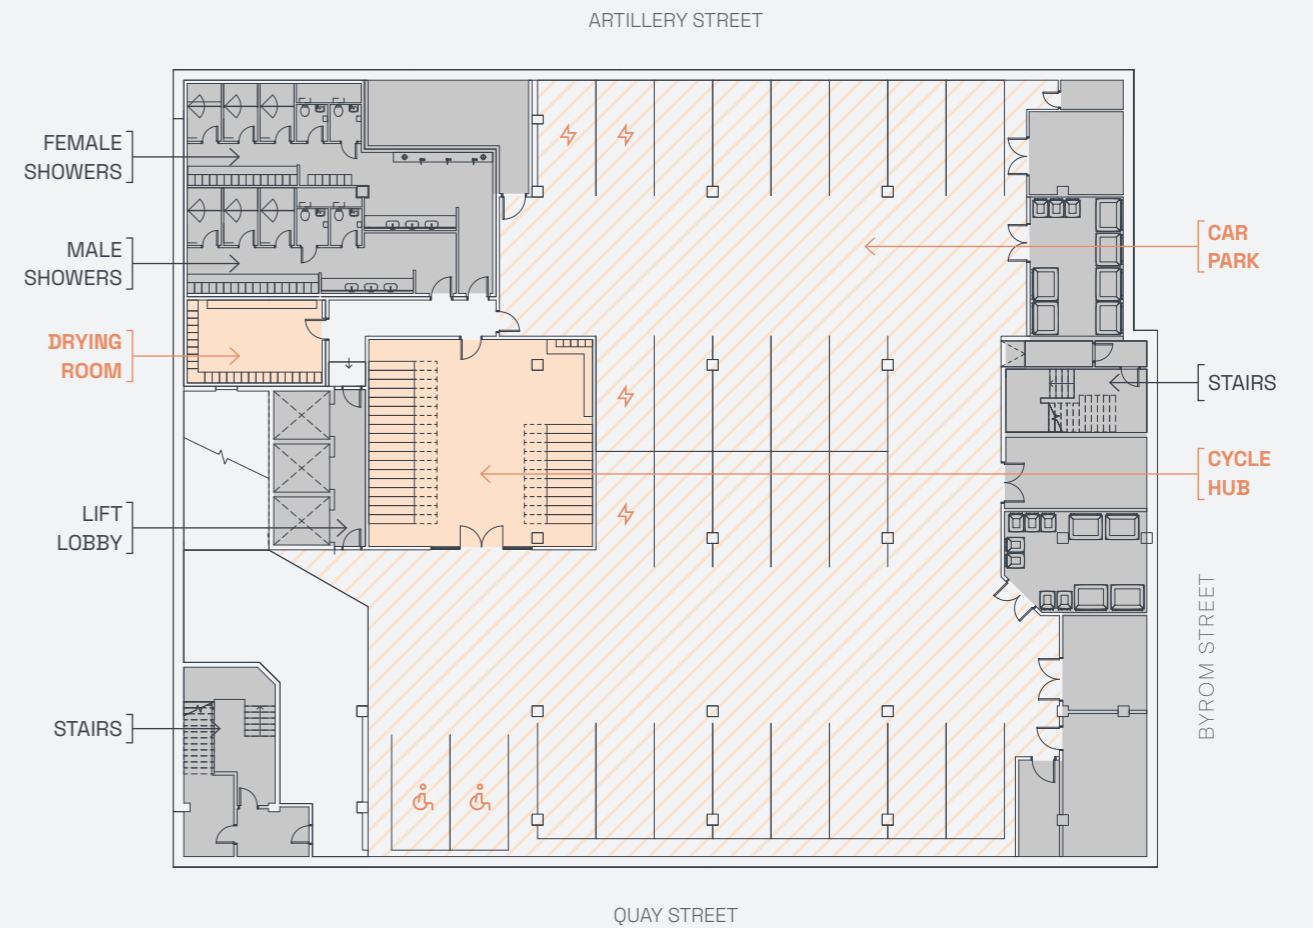 ARTILLERY STREET
FEMALE
SHOWERS
MALE
SHOWERS
DRYING
ROOM
LIFT
LOBBY
STAIRS
CAR
PARK
STAIRS
CYCLE
HUB
BYROM STREET
QUAY STREET